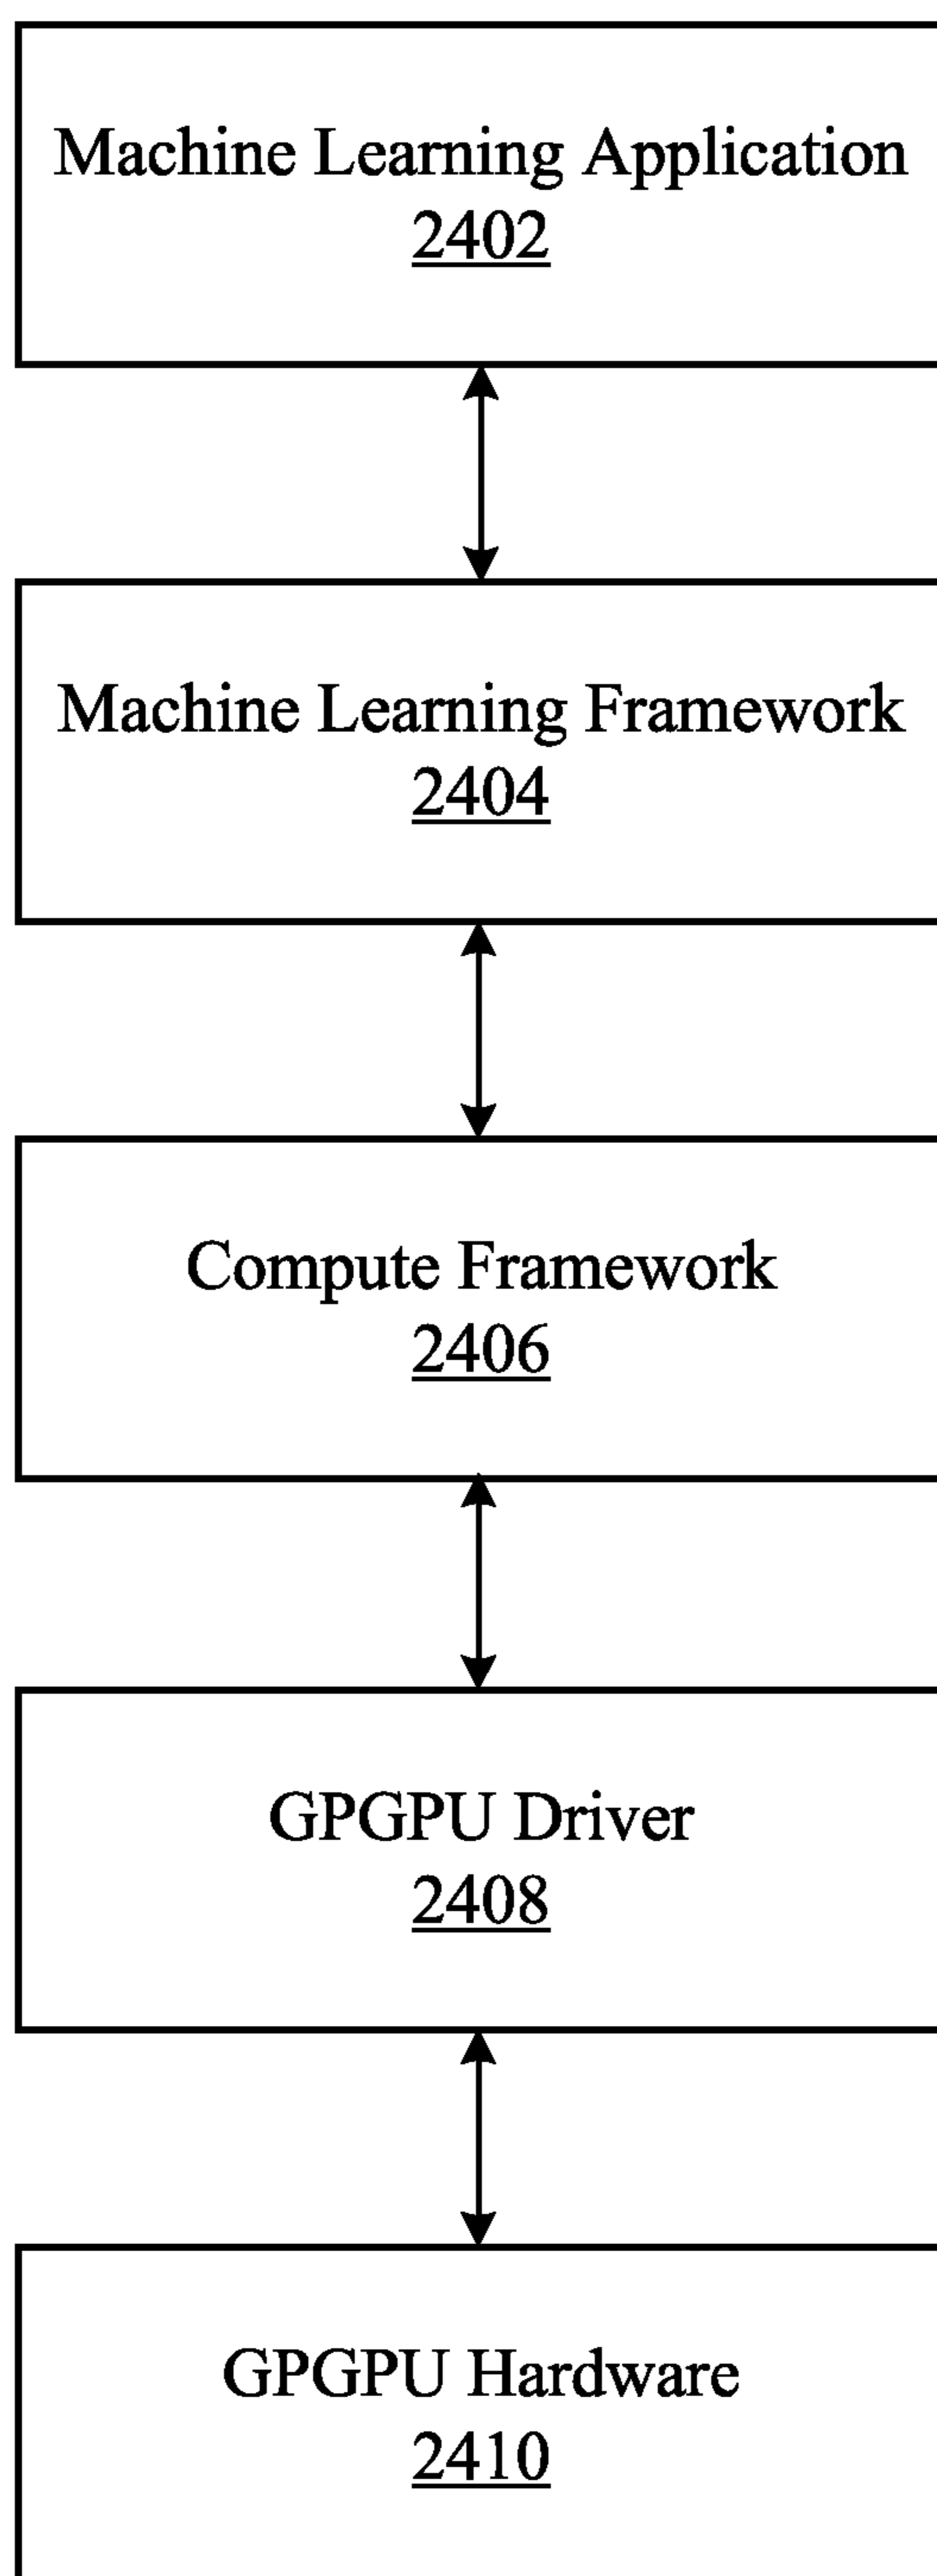 Machine Learning Application
2402
Machine Learning Framework
2404
Compute Framework
2406
GPGPU Driver
2408
GPGPU Hardware
2410